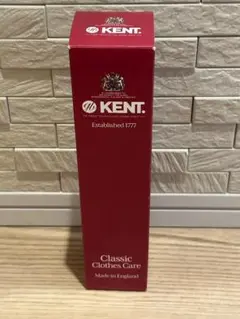 KENT.
KENT.
Established 1777
Classic
Clothes Care
Made in England